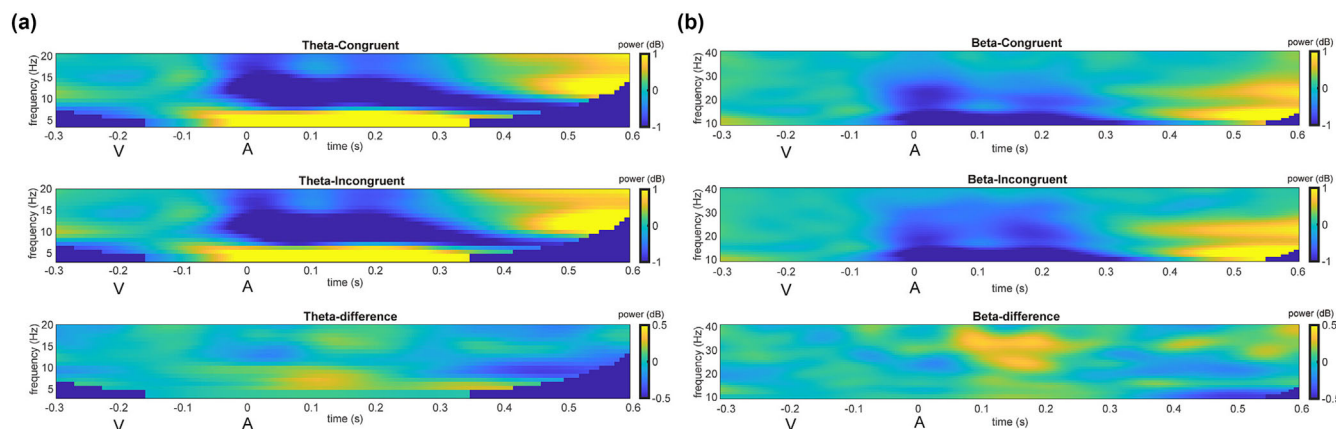 (a)
Theta-Congruent
power (dB)
frequency (Hz)
20
15
10
5
1
0
-1
-0.3 -0.2 -0.1 0 0.1 0.2 0.3 0.4 0.5 0.6
V A time (s)
Theta-Incongruent
power (dB)
frequency (Hz)
20
15
10
5
1
0
-1
-0.3 -0.2 -0.1 0 0.1 0.2 0.3 0.4 0.5 0.6
V A time (s)
Theta-difference
power (dB)
frequency (Hz)
20
15
10
5
0.5
0
-0.5
-0.3 -0.2 -0.1 0 0.1 0.2 0.3 0.4 0.5 0.6
V A time (s)
(b)
Beta-Congruent
power (dB)
frequency (Hz)
40
30
20
10
1
0
-1
-0.3 -0.2 -0.1 0 0.1 0.2 0.3 0.4 0.5 0.6
V A time (s)
Beta-Incongruent
power (dB)
frequency (Hz)
40
30
20
10
1
0
-1
-0.3 -0.2 -0.1 0 0.1 0.2 0.3 0.4 0.5 0.6
V A time (s)
Beta-difference
power (dB)
frequency (Hz)
40
30
20
10
0.5
0
-0.5
-0.3 -0.2 -0.1 0 0.1 0.2 0.3 0.4 0.5 0.6
V A time (s)